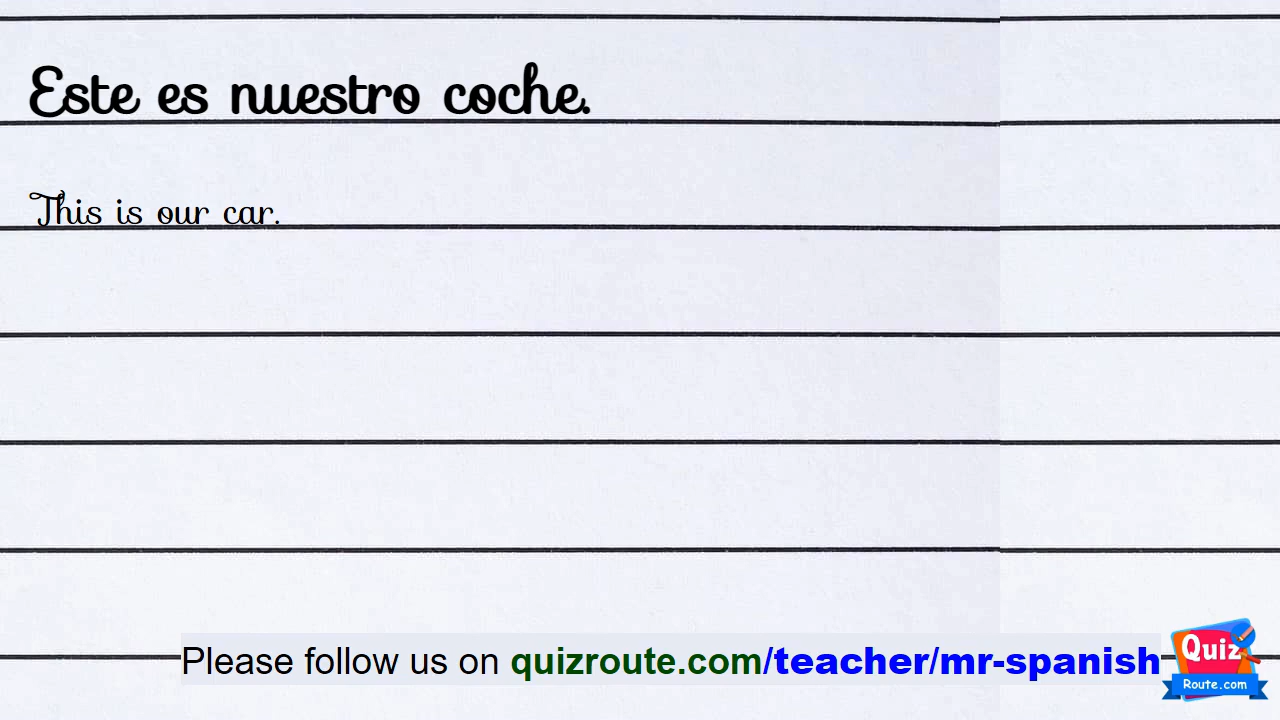 Este es nuestro coche.
This is our car.
Please follow us on quizroute.com/teacher/mr-spanish
Quiz
Route.com